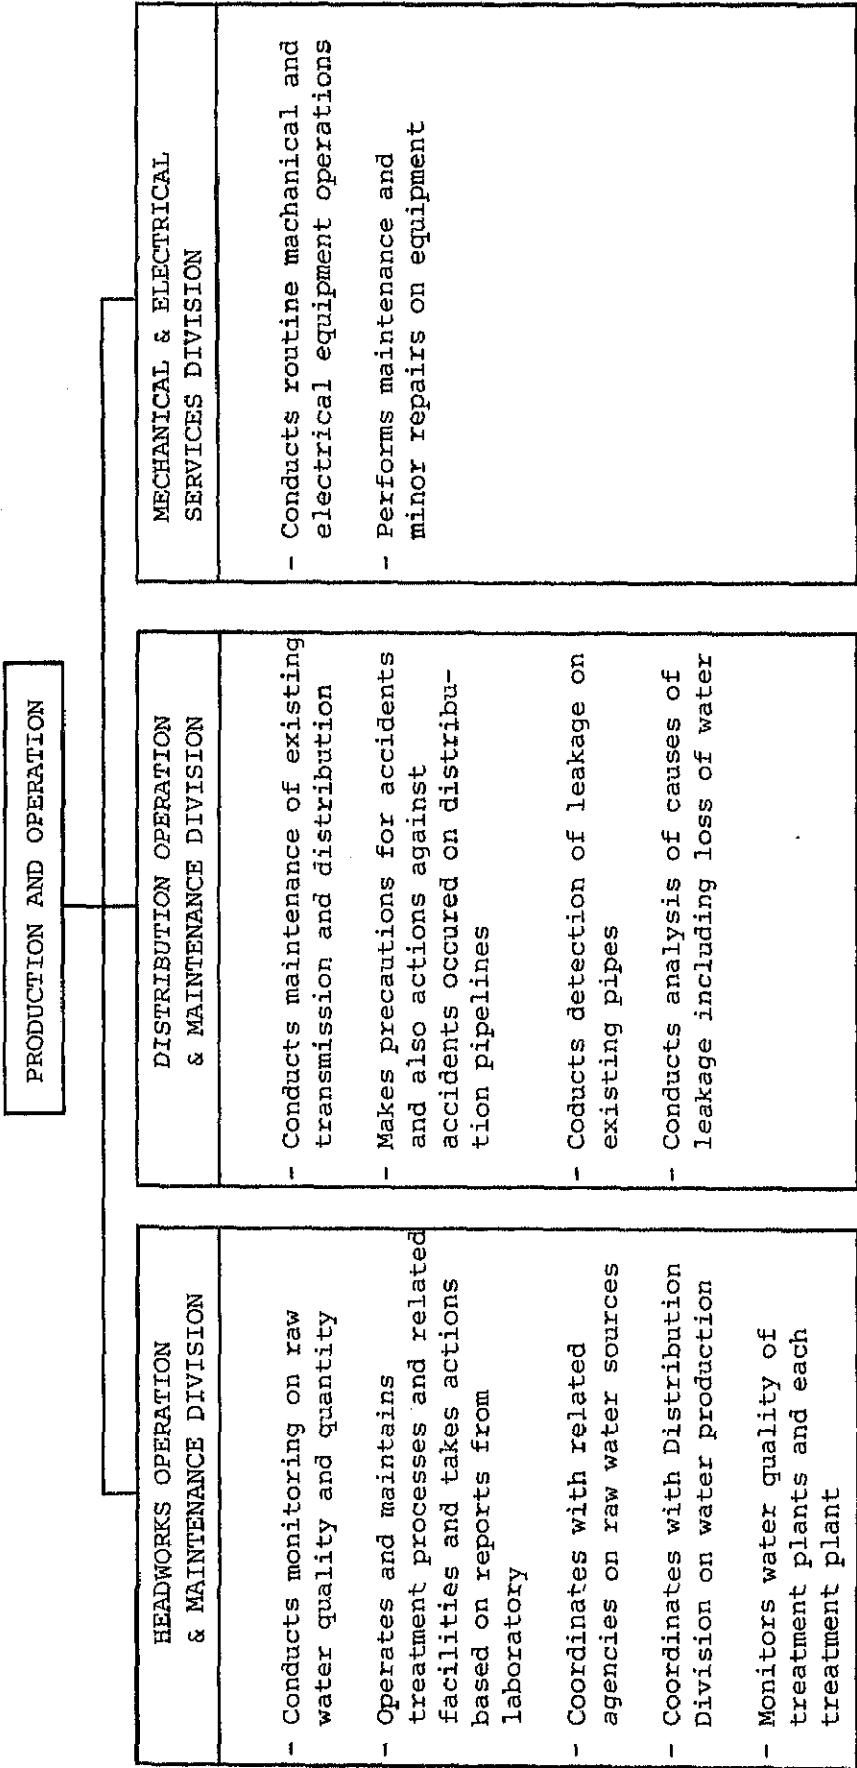 PRODUCTION AND OPERATION
HEADWORKS OPERATION
& MAINTENANCE DIVISION
- Conducts monitoring on raw
water quality and quantity
- Operates and maintains
treatment processes and related
facilities and takes actions
based on reports from
laboratory
- Coordinates with related
agencies on raw water sources
- Coordinates with Distribution
Division on water production
- Monitors water quality of
treatment plants and each
treatment plant
DISTRIBUTION OPERATION
& MAINTENANCE DIVISION
- Conducts maintenance of existing
transmission and distribution
- Makes precautions for accidents
and also actions against
accidents occured on distribu-
tion pipelines
- Coducts detection of leakage on
existing pipes
- Conducts analysis of causes of
leakage including loss of water
MECHANICAL & ELECTRICAL
SERVICES DIVISION
- Conducts routine machanical and
electrical equipment operations
- Performs maintenance and
minor repairs on equipment